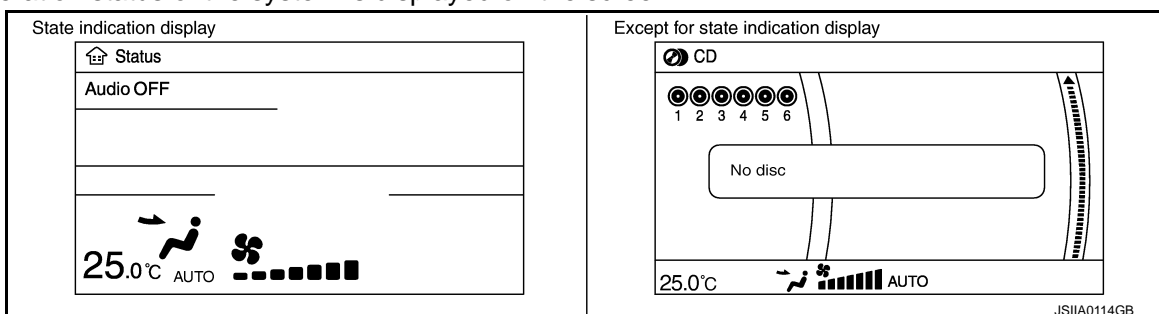 State indication display
Status
Audio OFF
25.0°C AUTO
Except for state indication display
CD
1 2 3 4 5 6
No disc
25.0°C AUTO
JSIIA0114GB